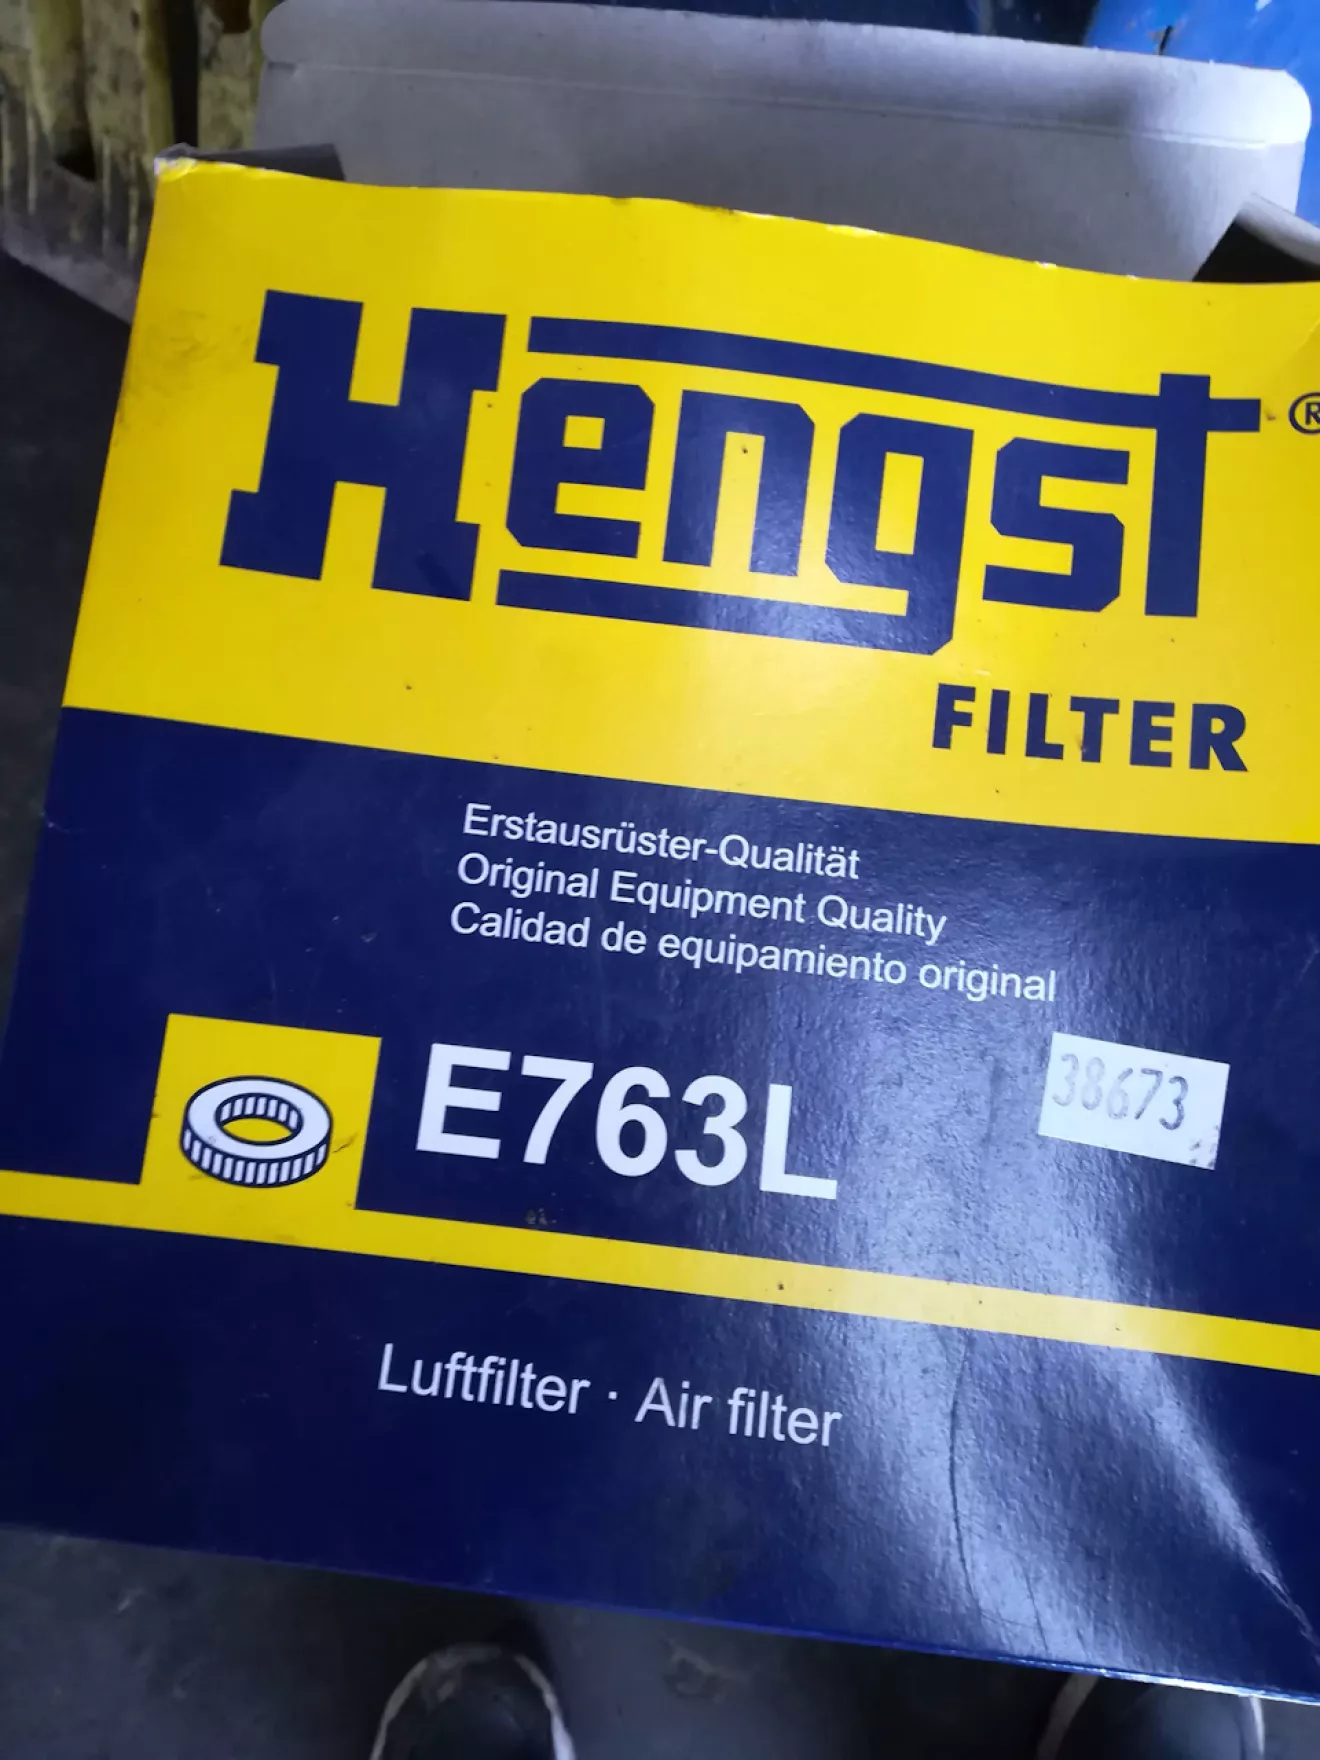 Hengst ®
FILTER
Erstausrüster-Qualität
Original Equipment Quality
Calidad de equipamiento original
E763L
38673
Luftfilter · Air filter